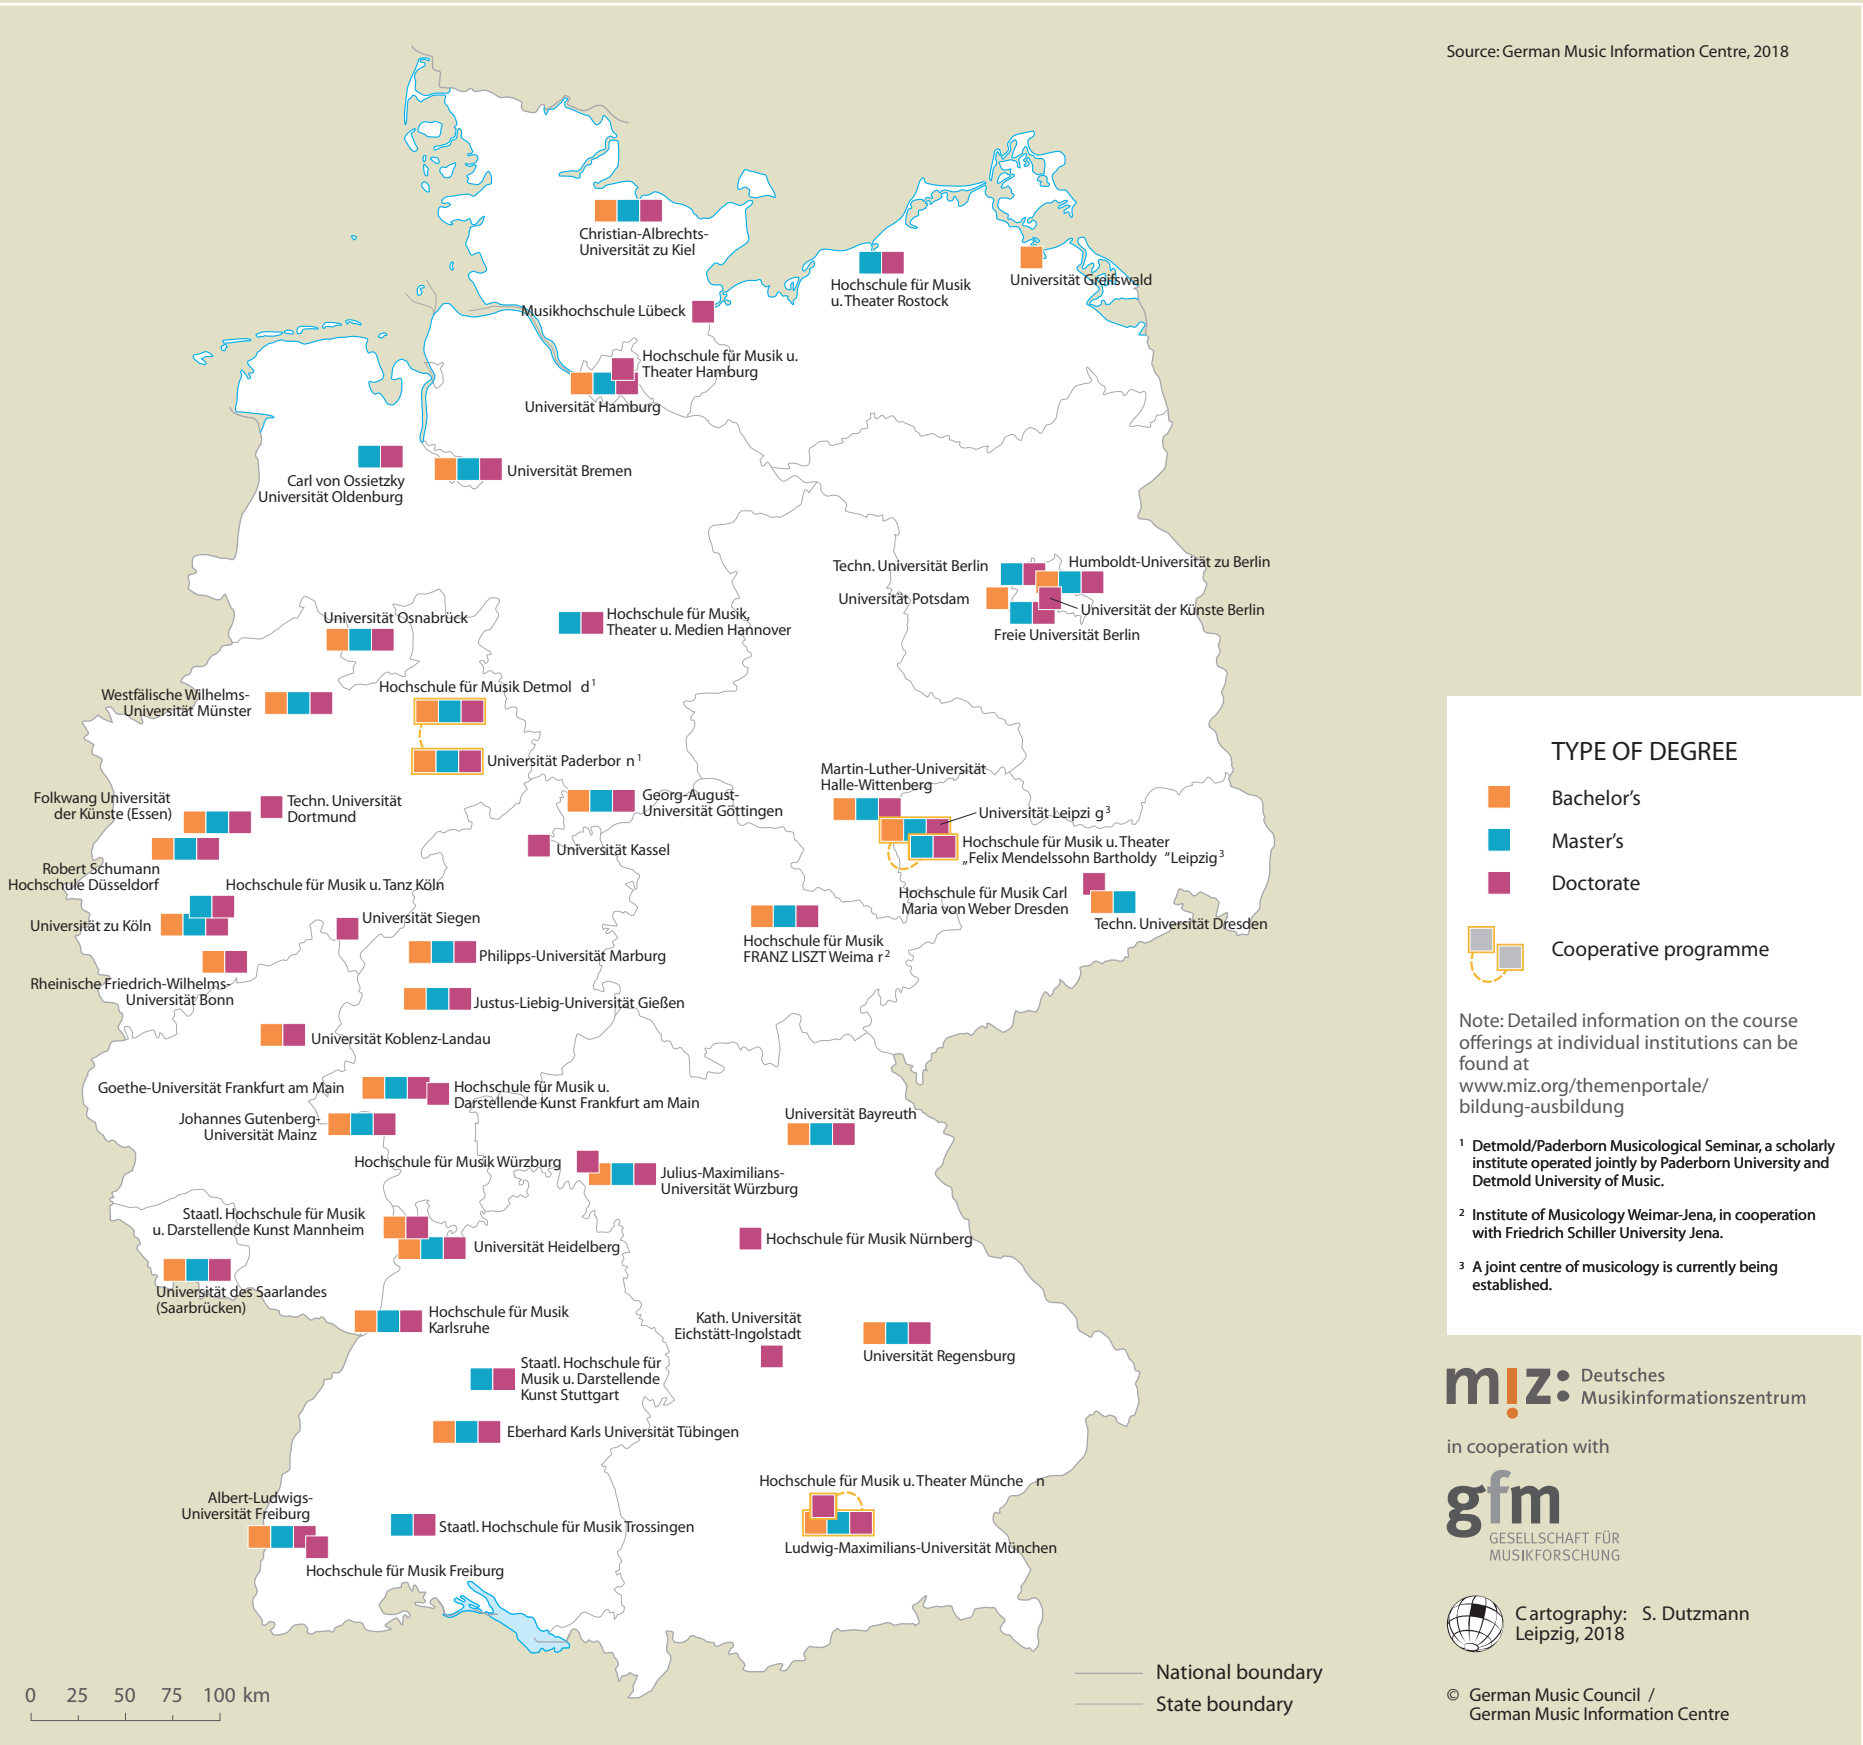 Source: German Music Information Centre, 2018
Christian-Albrechts-
Universität zu Kiel
Hochschule für Musik
u. Theater Rostock
Universität Greifswald
Musikhochschule Lübeck
Hochschule für Musik u.
Theater Hamburg
Universität Hamburg
Carl von Ossietzky
Universität Oldenburg
Universität Bremen
Techn. Universität Berlin
Humboldt-Universität zu Berlin
Universität Potsdam
Universität der Künste Berlin
Freie Universität Berlin
Universität Osnabrück
Hochschule für Musik,
Theater u. Medien Hannover
Westfälische Wilhelms-
Universität Münster
Hochschule für Musik Detmol d 1
Universität Paderbor n 1
Folkwang Universität
der Künste (Essen)
Techn. Universität
Dortmund
Georg-August-
Universität Göttingen
Universität Kassel
Martin-Luther-Universität
Halle-Wittenberg
Universität Leipzi g 3
Hochschule für Musik u. Theater
„Felix Mendelssohn Bartholdy “Leipzig 3
Robert Schumann
Hochschule Düsseldorf
Hochschule für Musik u. Tanz Köln
Universität zu Köln
Universität Siegen
Hochschule für Musik Carl
Maria von Weber Dresden
Techn. Universität Dresden
Hochschule für Musik
FRANZ LISZT Weima r 2
Philipps-Universität Marburg
Rheinische Friedrich-Wilhelms-
Universität Bonn
Justus-Liebig-Universität Gießen
Universität Koblenz-Landau
Goethe-Universität Frankfurt am Main
Hochschule für Musik u.
Darstellende Kunst Frankfurt am Main
Johannes Gutenberg-
Universität Mainz
Universität Bayreuth
Hochschule für Musik Würzburg
Julius-Maximilians-
Universität Würzburg
Staatl. Hochschule für Musik
u. Darstellende Kunst Mannheim
Universität Heidelberg
Hochschule für Musik Nürnberg
Universität des Saarlandes
(Saarbrücken)
Hochschule für Musik
Karlsruhe
Kath. Universität
Eichstätt-Ingolstadt
Universität Regensburg
Staatl. Hochschule für
Musik u. Darstellende
Kunst Stuttgart
Eberhard Karls Universität Tübingen
Hochschule für Musik u. Theater Münche n
Ludwig-Maximilians-Universität München
Albert-Ludwigs-
Universität Freiburg
Staatl. Hochschule für Musik Trossingen
Hochschule für Musik Freiburg
0 25 50 75 100 km
National boundary
State boundary
TYPE OF DEGREE
Bachelor's
Master's
Doctorate
Cooperative programme
Note: Detailed information on the course
offerings at individual institutions can be
found at
www.miz.org/themenportale/
bildung-ausbildung
1 Detmold/Paderborn Musicological Seminar, a scholarly
institute operated jointly by Paderborn University and
Detmold University of Music.
2 Institute of Musicology Weimar-Jena, in cooperation
with Friedrich Schiller University Jena.
3 A joint centre of musicology is currently being
established.
miz: Deutsches
Musikinformationszentrum
in cooperation with
gfm
GESELLSCHAFT FÜR
MUSIKFORSCHUNG
Cartography: S. Dutzmann
Leipzig, 2018
© German Music Council /
German Music Information Centre